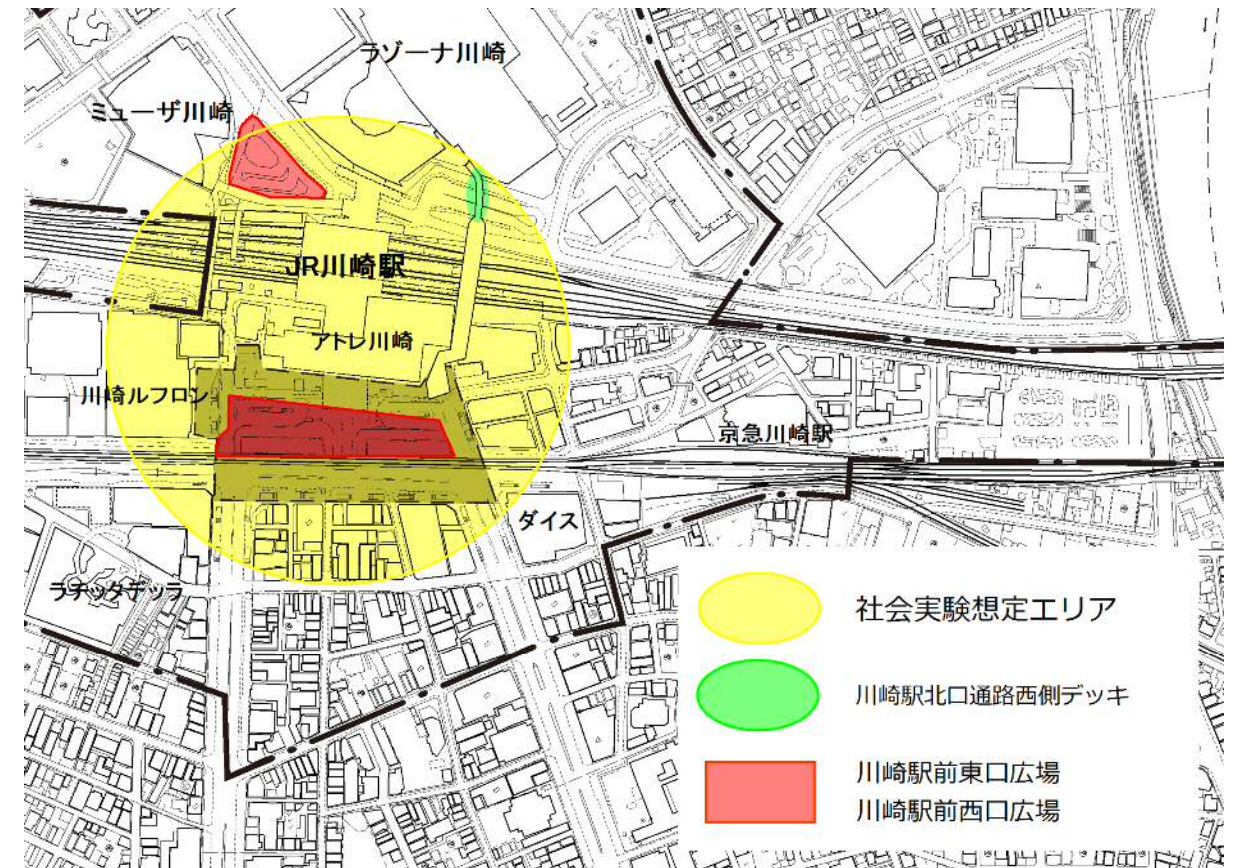 ラゾーナ川崎
ミューザ川崎
JR川崎駅
アトレ川崎
川崎ルフロン
京急川崎駅
ダイス
ラチッタデッラ
社会実験想定エリア
川崎駅北口通路西側デッキ
川崎駅前東口広場
川崎駅前西口広場